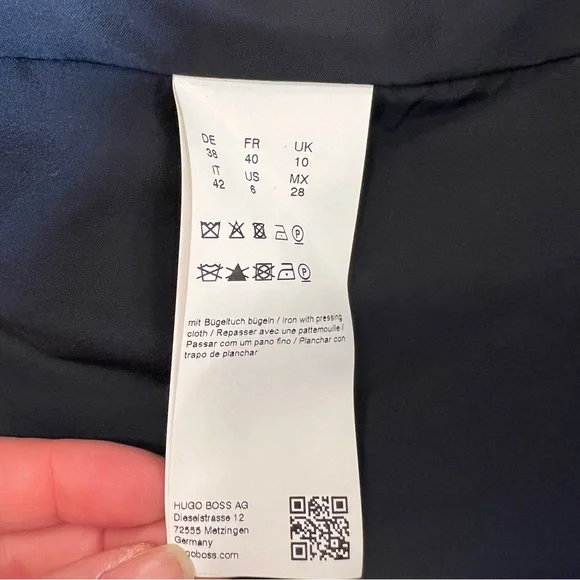 DE FR UK
38 40 10
IT US MX
42 6 28
P
P
mit Bügeltuch bügeln / Iron with pressing
cloth / Repasser avec une pattemouille /
Passar com um pano fino / Planchar con
trapo de planchar
HUGO BOSS AG
Dieselstrasse 12
72555 Metzingen
Germany
hugoboss.com